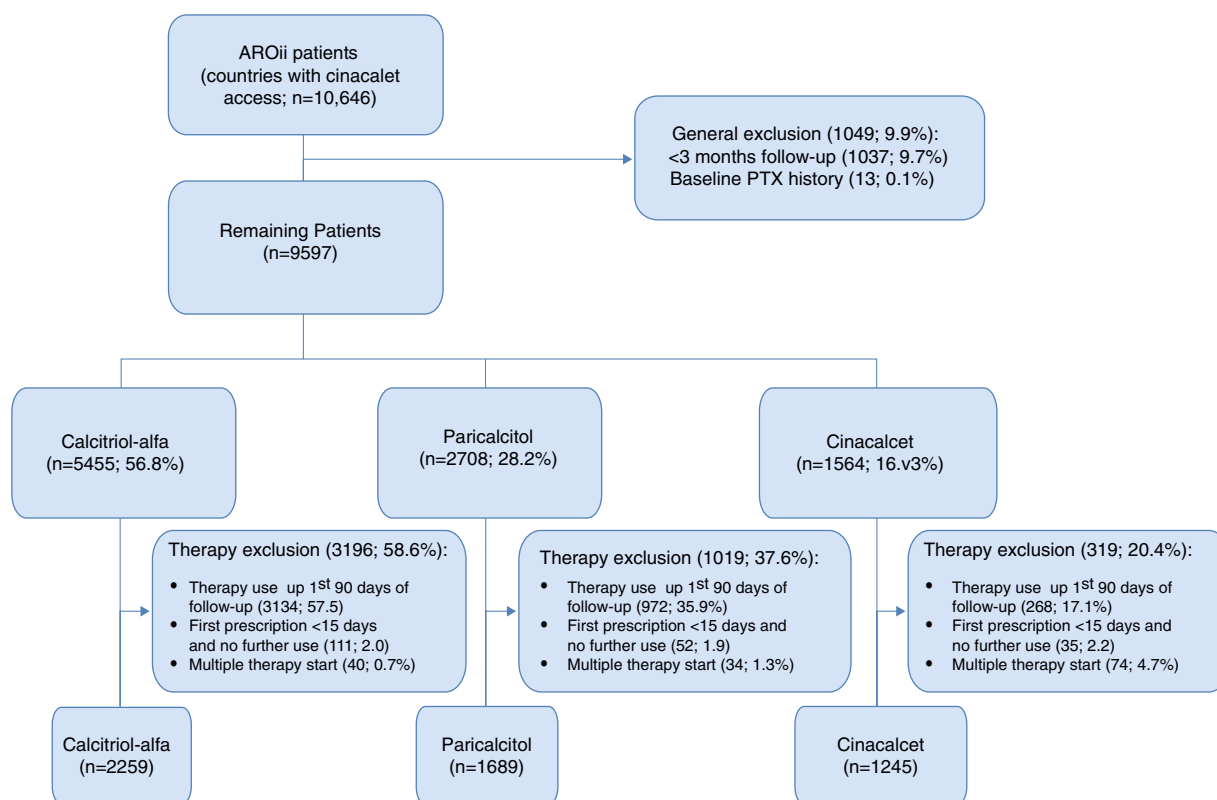 AROii patients
(countries with cinacalet
access; n=10,646)
General exclusion (1049; 9.9%):
<3 months follow-up (1037; 9.7%)
Baseline PTX history (13; 0.1%)
Remaining Patients
(n=9597)
Calcitriol-alfa
(n=5455; 56.8%)
Paricalcitol
(n=2708; 28.2%)
Cinacalcet
(n=1564; 16.v3%)
Therapy exclusion (3196; 58.6%):
• Therapy use up 1st 90 days of
follow-up (3134; 57.5)
• First prescription <15 days
and no further use (111; 2.0)
• Multiple therapy start (40; 0.7%)
Therapy exclusion (1019; 37.6%):
• Therapy use up 1st 90 days of
follow-up (972; 35.9%)
• First prescription <15 days and
no further use (52; 1.9)
• Multiple therapy start (34; 1.3%)
Therapy exclusion (319; 20.4%):
• Therapy use up 1st 90 days of
follow-up (268; 17.1%)
• First prescription <15 days and
no further use (35; 2.2)
• Multiple therapy start (74; 4.7%)
Calcitriol-alfa
(n=2259)
Paricalcitol
(n=1689)
Cinacalcet
(n=1245)